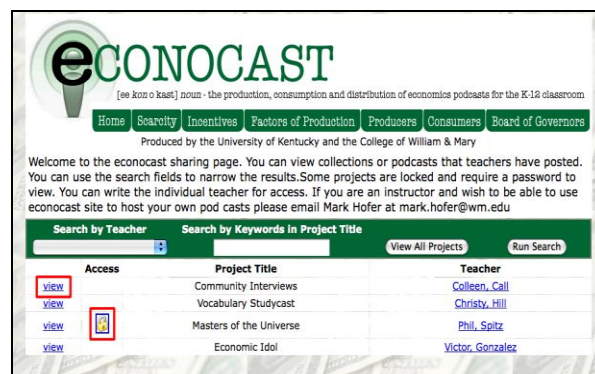 eCONOCAST
[ee kon o kast] noun - the production, consumption and distribution of economics podcasts for the K-12 classroom
Home Scarcity Incentives Factors of Production Producers Consumers Board of Governors
Produced by the University of Kentucky and the College of William & Mary
Welcome to the econocast sharing page. You can view collections or podcasts that teachers have posted.
You can use the search fields to narrow the results.Some projects are locked and require a password to
view. You can write the individual teacher for access. If you are an instructor and wish to be able to use
econocast site to host your own pod casts please email Mark Hofer at mark.hofer@wm.edu
Search by Teacher Search by Keywords in Project Title
View All Projects Run Search
Access Project Title Teacher
view Community Interviews Colleen, Call
view Vocabulary Studycast Christy, Hill
view Masters of the Universe Phil, Spitz
view Economic Idol Victor, Gonzalez